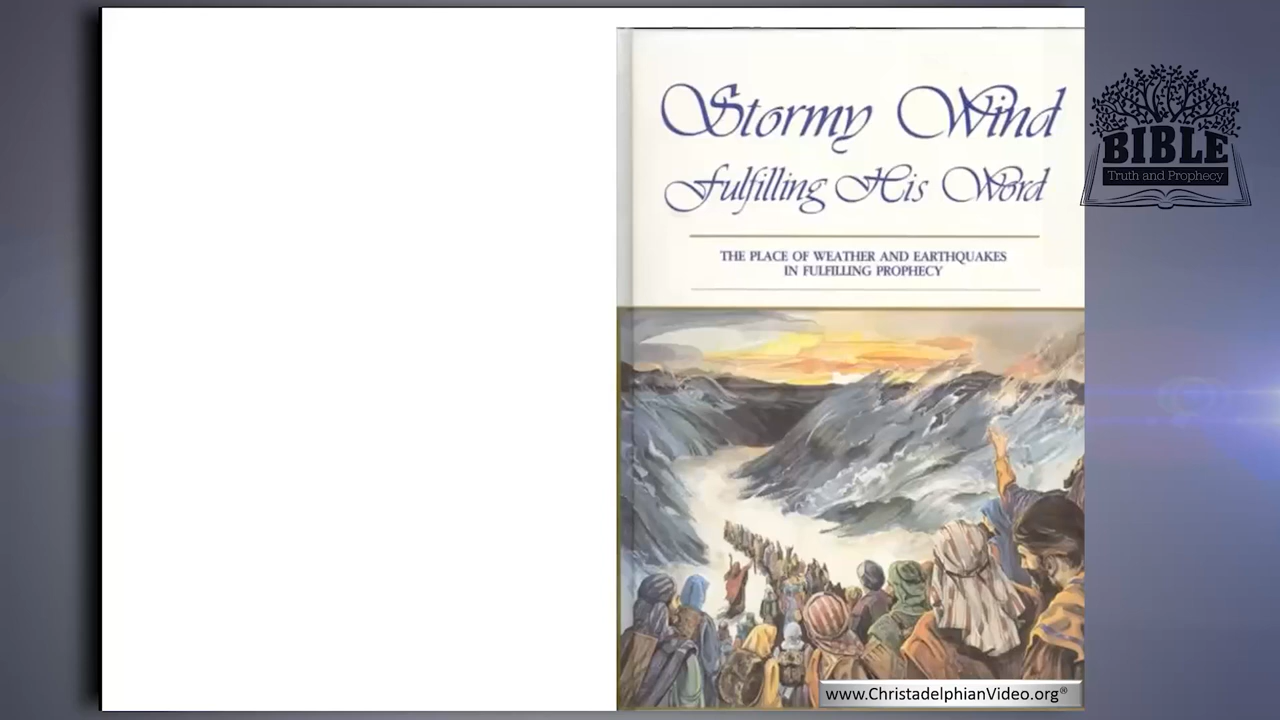 Stormy Wind
Fulfilling His Word
THE PLACE OF WEATHER AND EARTHQUAKES
IN FULFILLING PROPHECY
BIBLE
Truth and Prophecy
www.ChristadelphianVideo.org®